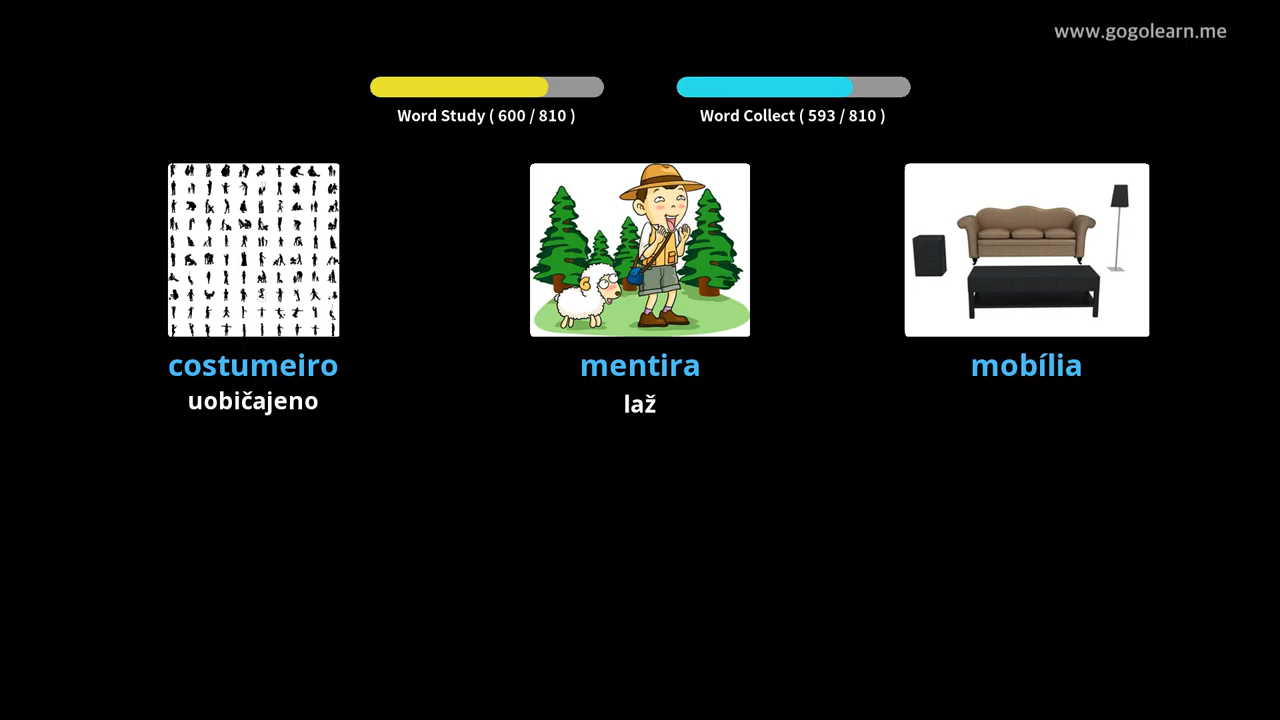 www.gogolearn.me
Word Study ( 600 / 810 )
Word Collect ( 593 / 810 )
costumeiro
uobičajeno
mentira
laž
mobília